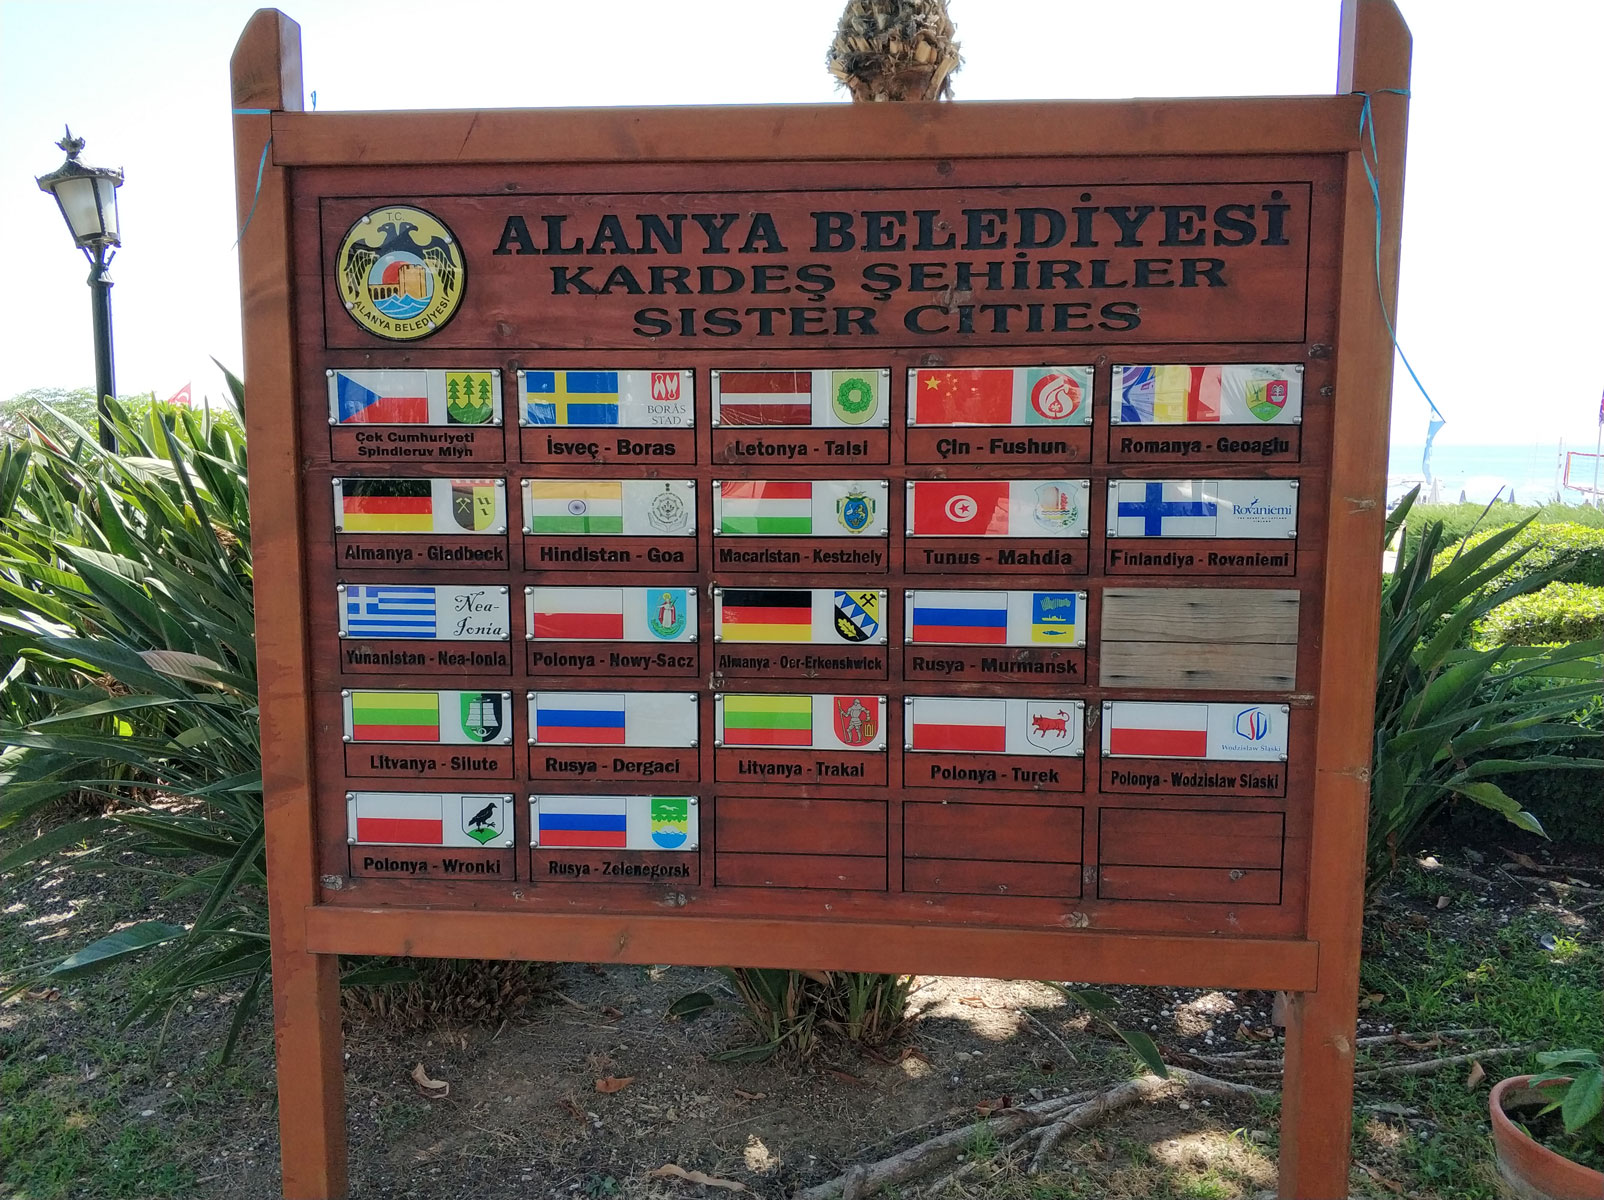 T.C.
ALANYA BELEDİYESİ
ALANYA BELEDİYESİ
KARDEŞ ŞEHİRLER
SISTER CITIES
Çek Cumhuriyeti
Spindleruv Mlyn
BORÅS
STAD
İsveç - Boras
Letonya - Talsi
Çin - Fushun
Romanya - Geoagiu
Almanya - Gladbeck
Hindistan - Goa
Macaristan - Kestzhely
Tunus - Mahdia
Rovaniemi
Finlandiya - Rovaniemi
Nea-
Ionia
Yunanistan - Nea-Ionia
Polonya - Nowy-Sacz
Almanya - Oer-Erkenshwick
Rusya - Murmansk
Litvanya - Silute
Rusya - Dergaci
Litvanya - Trakai
Polonya - Turek
Wodzisław Śląski
Polonya - Wodzislaw Slaski
Polonya - Wronki
Rusya - Zelenegorsk